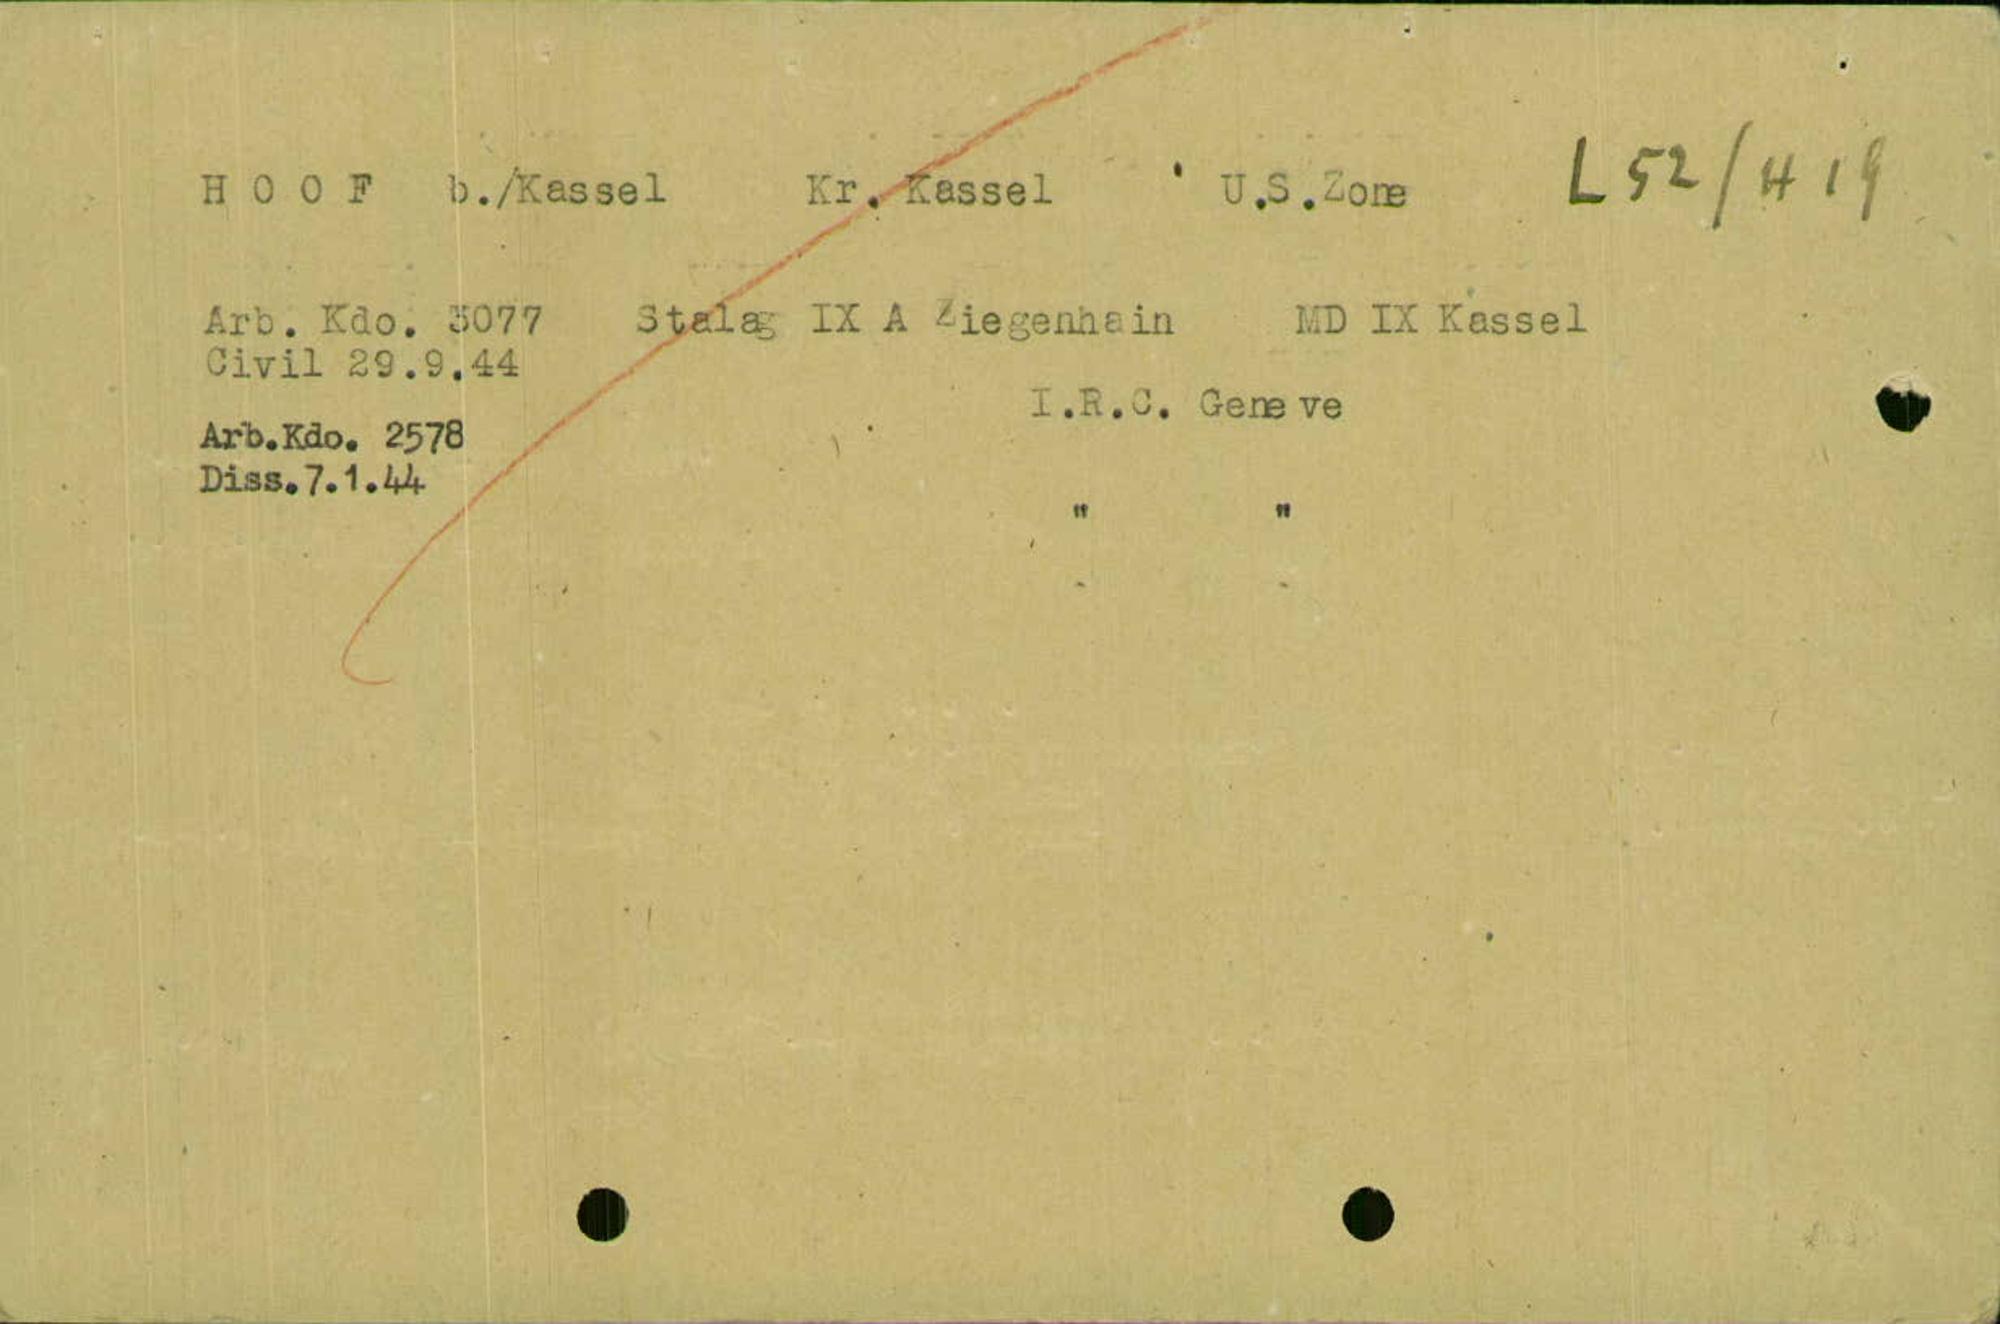 H O O F b./Kassel Kr. Kassel U.S.Zone L 52/H 19
Arb. Kdo. 3077 Stalag IX A Ziegenhain MD IX Kassel
Civil 29.9.44
I.R.C. Geneve
Arb.Kdo. 2578
Diss.7.1.44
" "